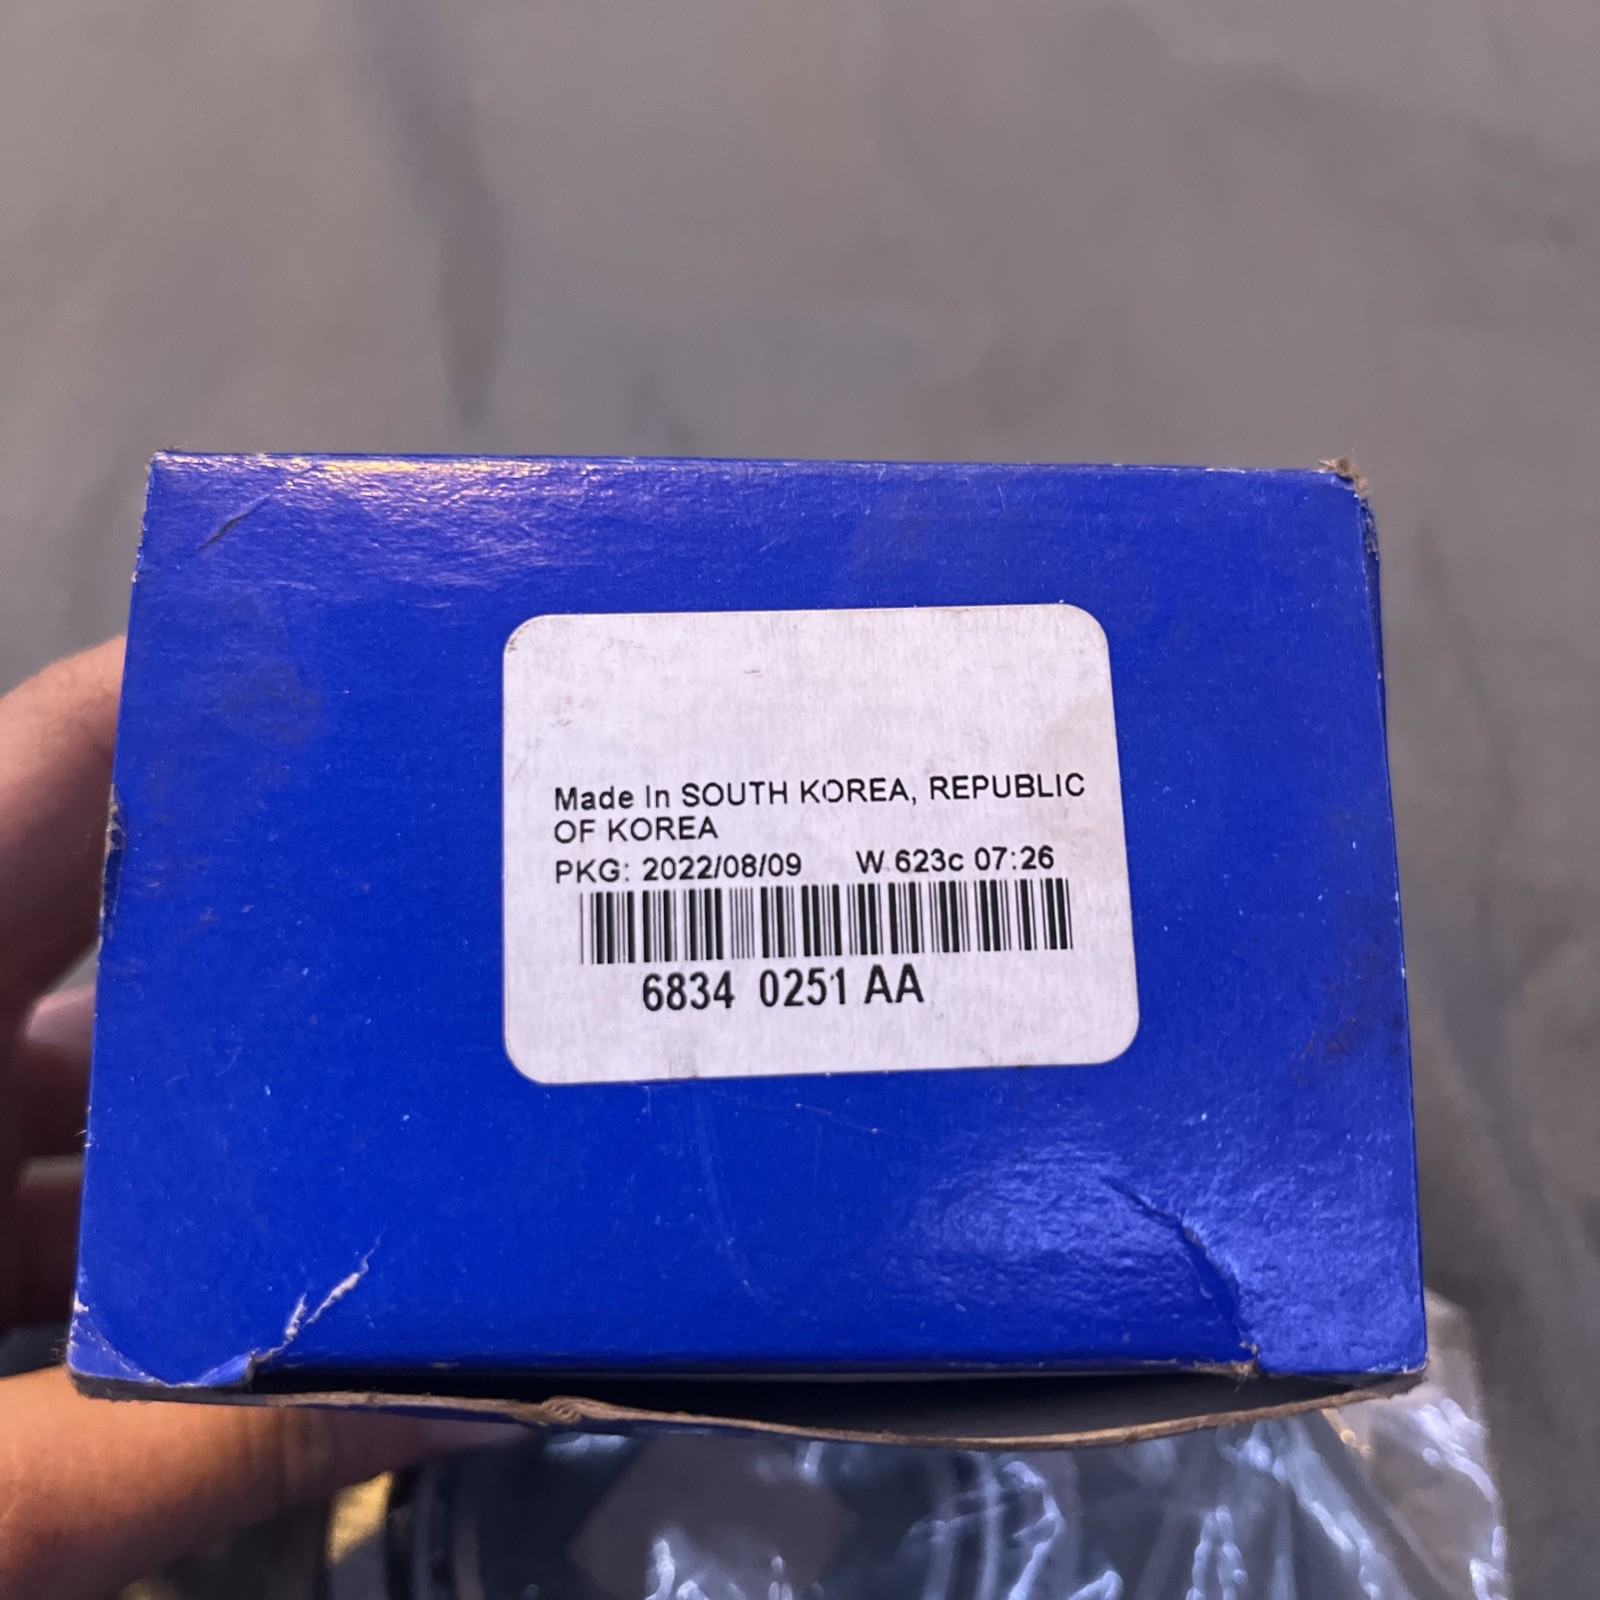 Made In SOUTH KOREA, REPUBLIC
OF KOREA
PKG: 2022/08/09 W 623c 07:26
6834 0251 AA